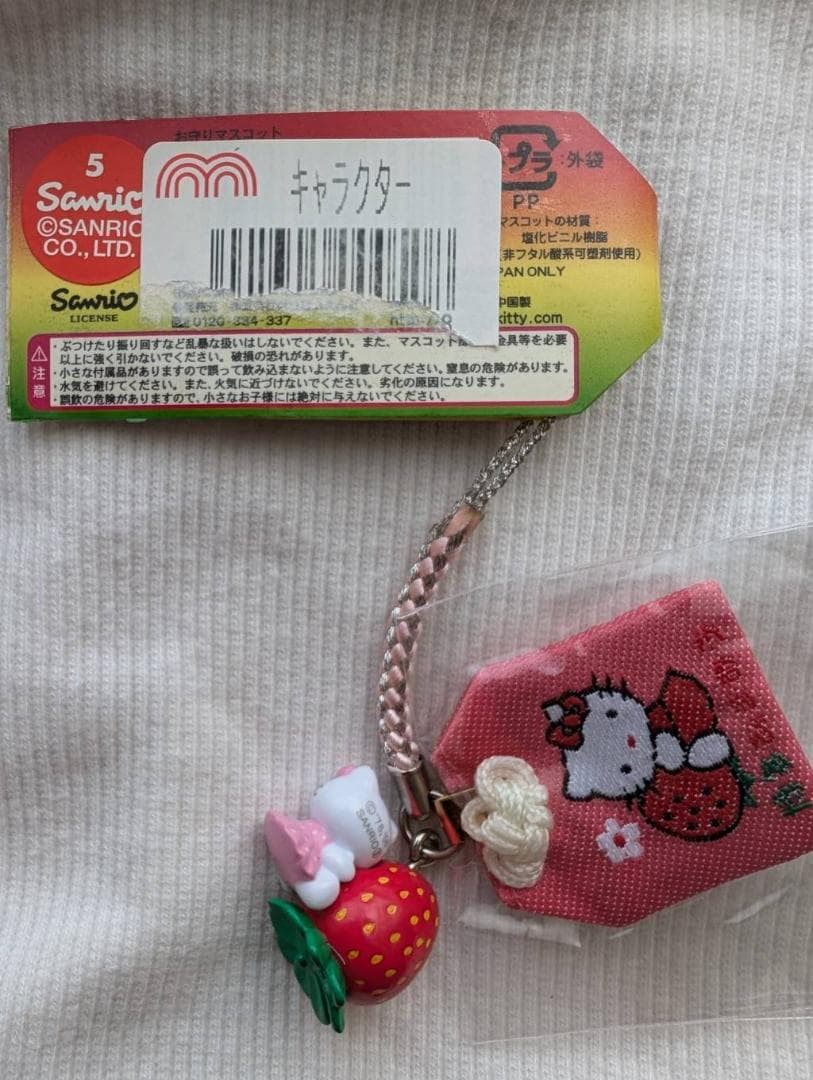 お守りマスコット
5
Sanrio
©SANRIO
CO., LTD.
Sanrio
LICENSE
キャラクター
プラ :外袋
PP
マスコットの材質:
塩化ビニル樹脂
(非フタル酸系可塑剤使用)
PAN ONLY
中国製
kitty.com
0120-334-337
注意
・ぶつけたり振り回すなど乱暴な扱いはしないでください。また、マスコット 金具等を必要
以上に強く引かないでください。破損の恐れがあります。
・小さな付属品がありますので誤って飲み込まないように注意してください。窒息の危険があります。
・水気を避けてください。また、火気に近づけないでください。劣化の原因になります。
・誤飲の危険がありますので、小さなお子様には絶対に与えないでください。
SANRIO